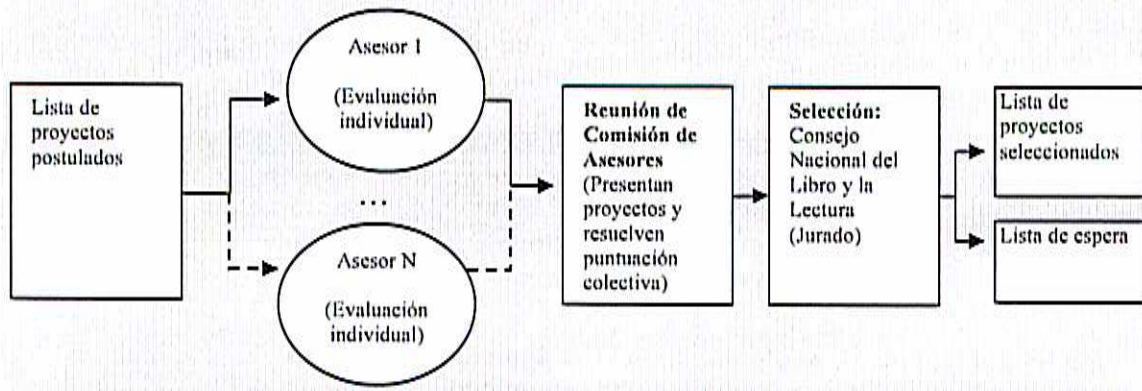 Lista de
proyectos
postulados
Asesor 1
(Evaluación
individual)
...
Asesor N
(Evaluación
individual)
Reunión de
Comisión de
Asesores
(Presentan
proyectos y
resuelven
puntuación
colectiva)
Selección:
Consejo
Nacional del
Libro y la
Lectura
(Jurado)
Lista de
proyectos
seleccionados
Lista de espera